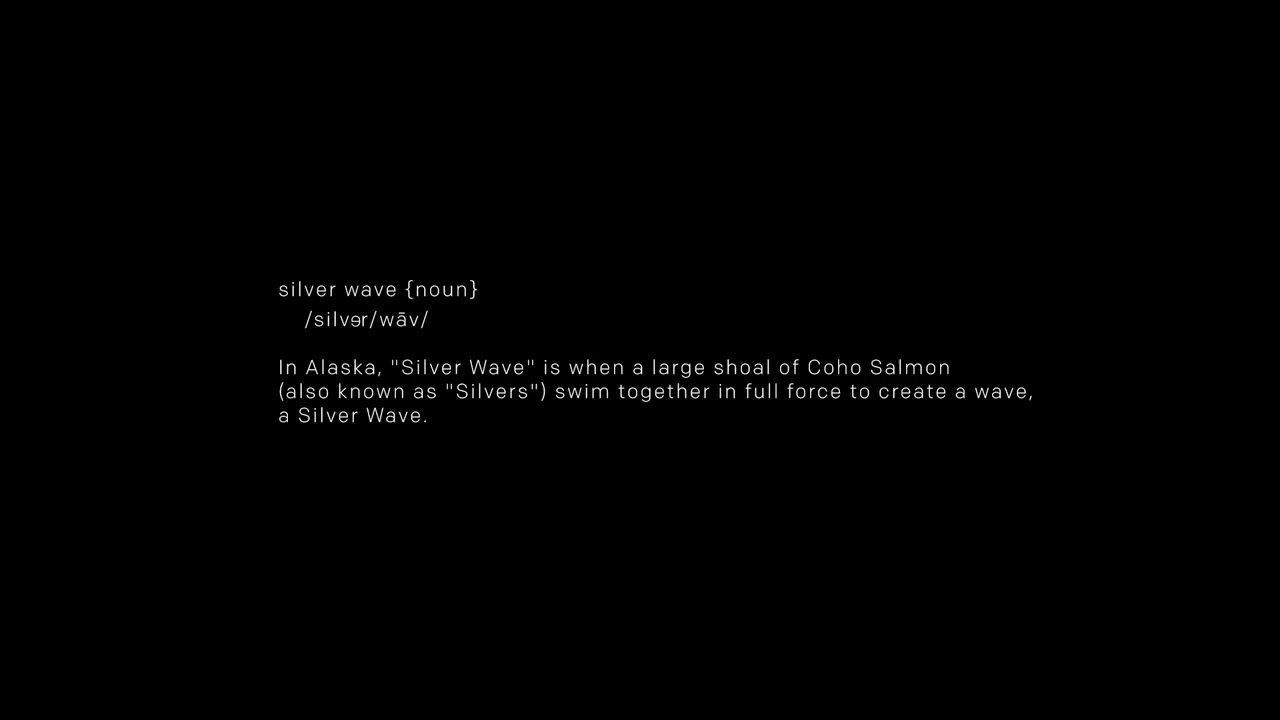 silver wave {noun}
/silvɘr/wāv/
In Alaska, "Silver Wave" is when a large shoal of Coho Salmon
(also known as "Silvers") swim together in full force to create a wave,
a Silver Wave.